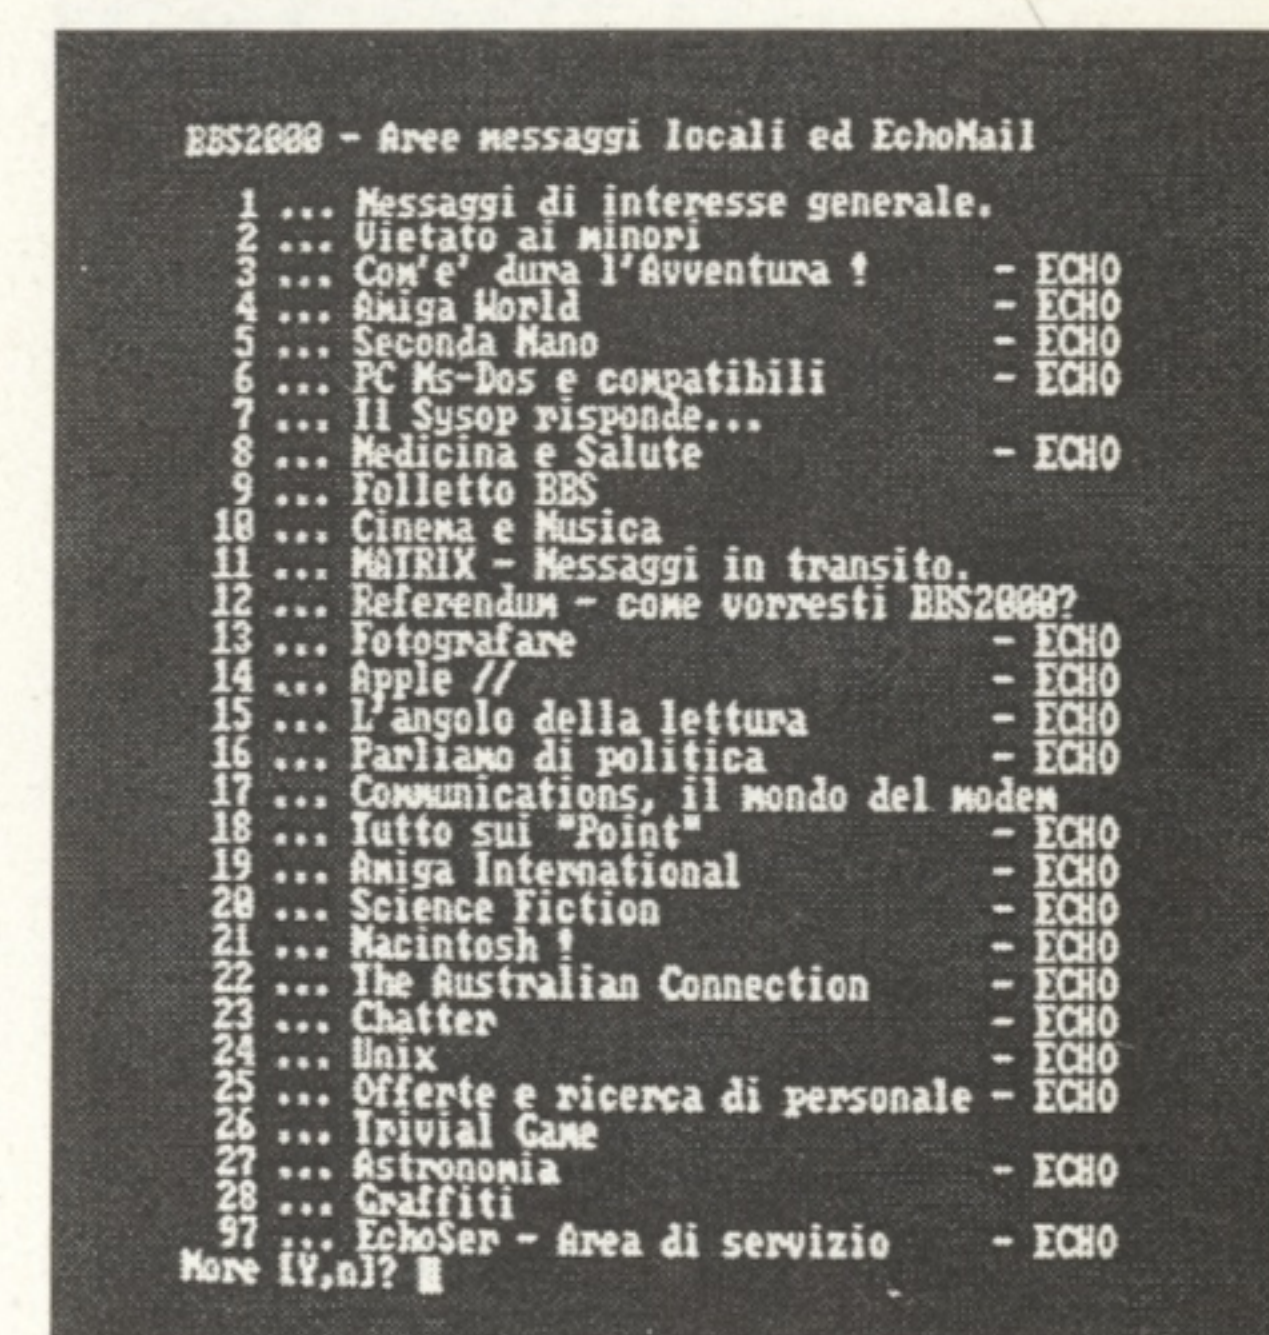 BBS2000 - Aree messaggi locali ed EchoMail
1 ... Messaggi di interesse generale.
2 ... Vietato ai minori
3 ... Com'e' dura l'Avventura ! - ECHO
4 ... Amiga World - ECHO
5 ... Seconda Mano - ECHO
6 ... PC Ms-Dos e compatibili - ECHO
7 ... Il Sysop risponde...
8 ... Medicina e Salute - ECHO
9 ... Folletto BBS
10 ... Cinema e Musica
11 ... MATRIX - Messaggi in transito.
12 ... Referendum - come vorresti BBS2000?
13 ... Fotografare - ECHO
14 ... Apple // - ECHO
15 ... L'angolo della lettura - ECHO
16 ... Parliamo di politica - ECHO
17 ... Communications, il mondo del modem
18 ... Tutto sui "Point" - ECHO
19 ... Amiga International - ECHO
20 ... Science Fiction - ECHO
21 ... Macintosh ! - ECHO
22 ... The Australian Connection - ECHO
23 ... Chatter - ECHO
24 ... Unix - ECHO
25 ... Offerte e ricerca di personale - ECHO
26 ... Trivial Game
27 ... Astronomia - ECHO
28 ... Graffiti
97 ... EchoSer - Area di servizio - ECHO
More [Y,n]?